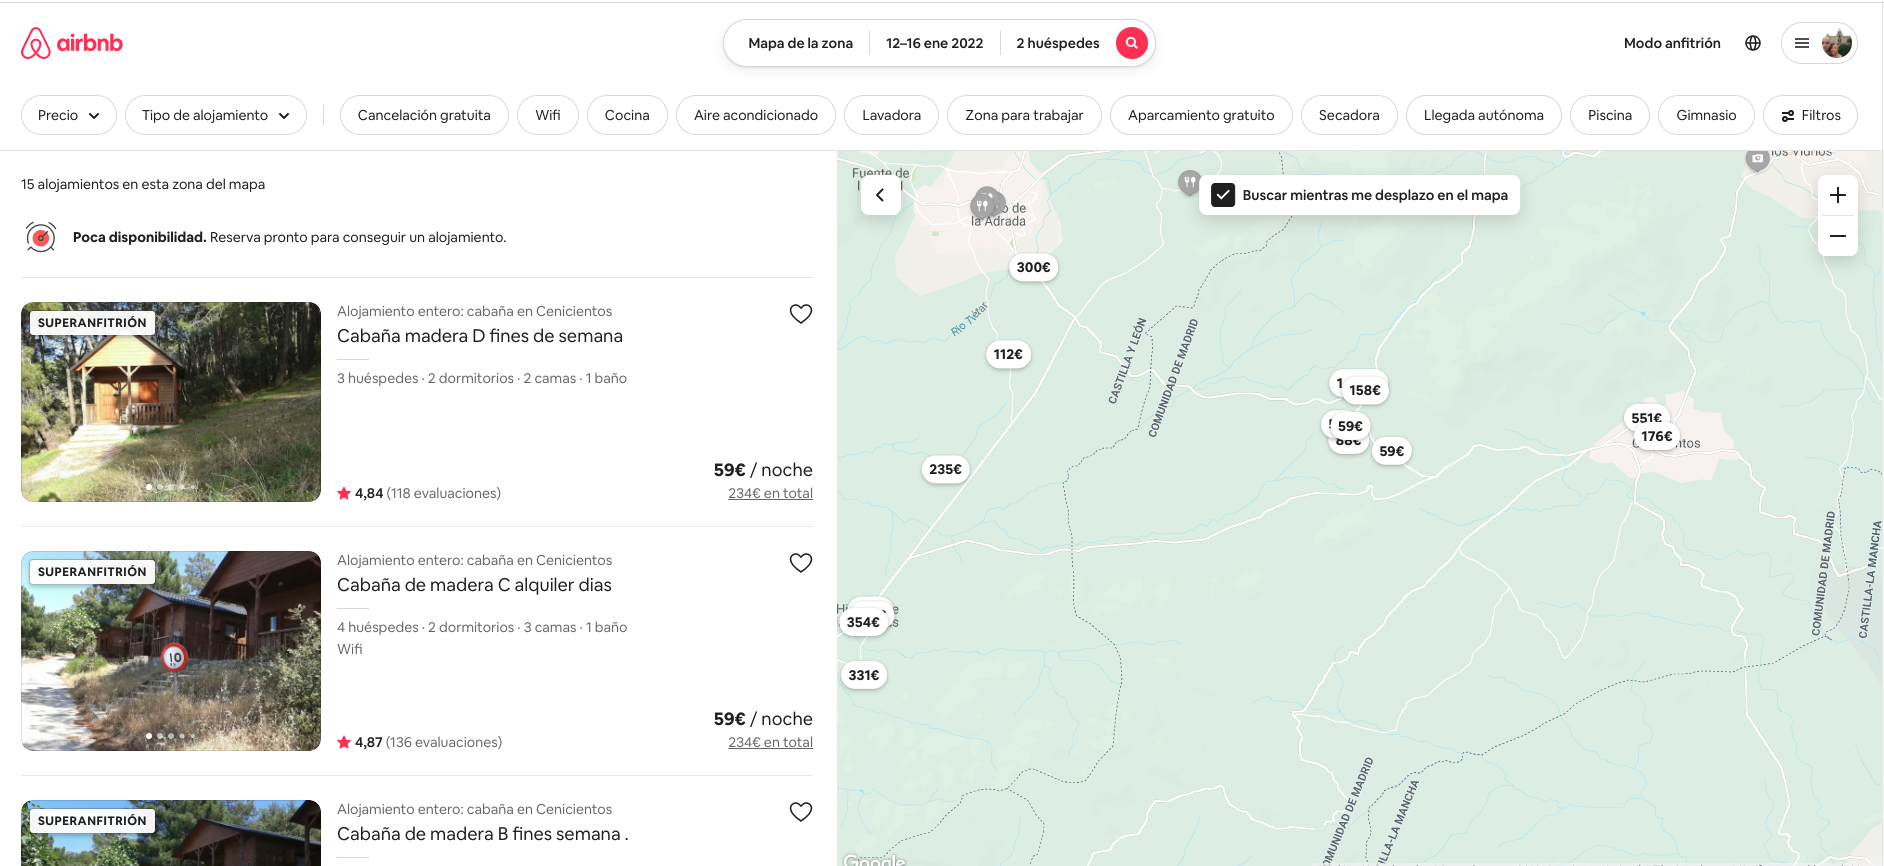 airbnb
Mapa de la zona
12–16 ene 2022
2 huéspedes
Modo anfitrión
Precio
Tipo de alojamiento
Cancelación gratuita
Wifi
Cocina
Aire acondicionado
Lavadora
Zona para trabajar
Aparcamiento gratuito
Secadora
Llegada autónoma
Piscina
Gimnasio
Filtros
15 alojamientos en esta zona del mapa
Poca disponibilidad. Reserva pronto para conseguir un alojamiento.
SUPERANFITRIÓN
Alojamiento entero: cabaña en Cenicientos
Cabaña madera D fines de semana
3 huéspedes · 2 dormitorios · 2 camas · 1 baño
59€ / noche
4,84 (118 evaluaciones)
234€ en total
SUPERANFITRIÓN
Alojamiento entero: cabaña en Cenicientos
Cabaña de madera C alquiler dias
4 huéspedes · 2 dormitorios · 3 camas · 1 baño
Wifi
10
59€ / noche
4,87 (136 evaluaciones)
234€ en total
SUPERANFITRIÓN
Alojamiento entero: cabaña en Cenicientos
Cabaña de madera B fines semana .
Buscar mientras me desplazo en el mapa
Fuente de
de
la Adrada
los Vidrios
300€
Río Tiétar
112€
CASTILLA Y LEÓN
COMUNIDAD DE MADRID
158€
59€
88€
59€
551€
176€
235€
354€
331€
COMUNIDAD DE MADRID
CASTILLA-LA MANCHA
COMUNIDAD DE MADRID
Google